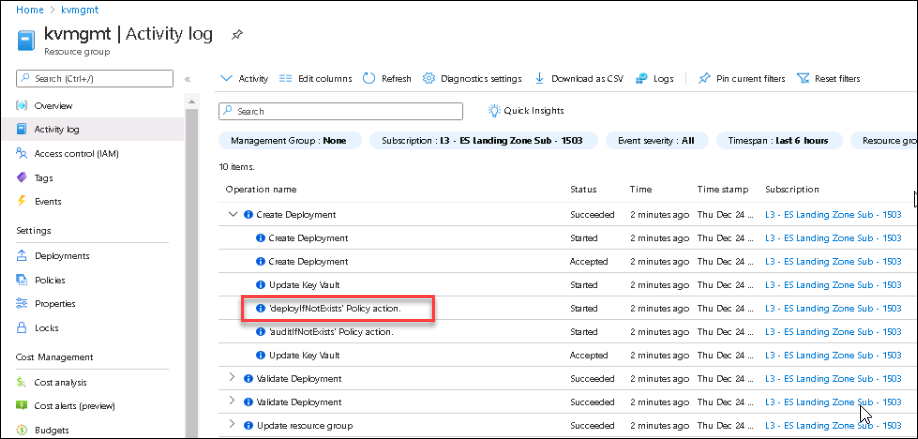 Home > kvmgmt
kvmgmt | Activity log
Resource group
Search (Ctrl+/)
«
Overview
Activity log
Access control (IAM)
Tags
Events
Settings
Deployments
Policies
Properties
Locks
Cost Management
Cost analysis
Cost alerts (preview)
Budgets
Activity Edit columns Refresh Diagnostics settings Download as CSV Logs Pin current filters Reset filters
Search Quick Insights
Management Group : None Subscription : L3 - ES Landing Zone Sub - 1503 Event severity : All Timespan : Last 6 hours Resource gro
10 items.
Operation name Status Time Time stamp Subscription
Create Deployment Succeeded 2 minutes ago Thu Dec 24 ... L3 - ES Landing Zone Sub - 1503
Create Deployment Started 2 minutes ago Thu Dec 24 ... L3 - ES Landing Zone Sub - 1503
Create Deployment Accepted 2 minutes ago Thu Dec 24 ... L3 - ES Landing Zone Sub - 1503
Update Key Vault Started 2 minutes ago Thu Dec 24 ... L3 - ES Landing Zone Sub - 1503
'deployIfNotExists' Policy action. Started 2 minutes ago Thu Dec 24 ... L3 - ES Landing Zone Sub - 1503
'auditIfNotExists' Policy action. Started 2 minutes ago Thu Dec 24 ... L3 - ES Landing Zone Sub - 1503
Update Key Vault Accepted 2 minutes ago Thu Dec 24 ... L3 - ES Landing Zone Sub - 1503
Validate Deployment Succeeded 2 minutes ago Thu Dec 24 ... L3 - ES Landing Zone Sub - 1503
Validate Deployment Succeeded 2 minutes ago Thu Dec 24 ... L3 - ES Landing Zone Sub - 1503
Update resource group Succeeded 2 minutes ago Thu Dec 24 ... L3 - ES Landing Zone Sub - 1503